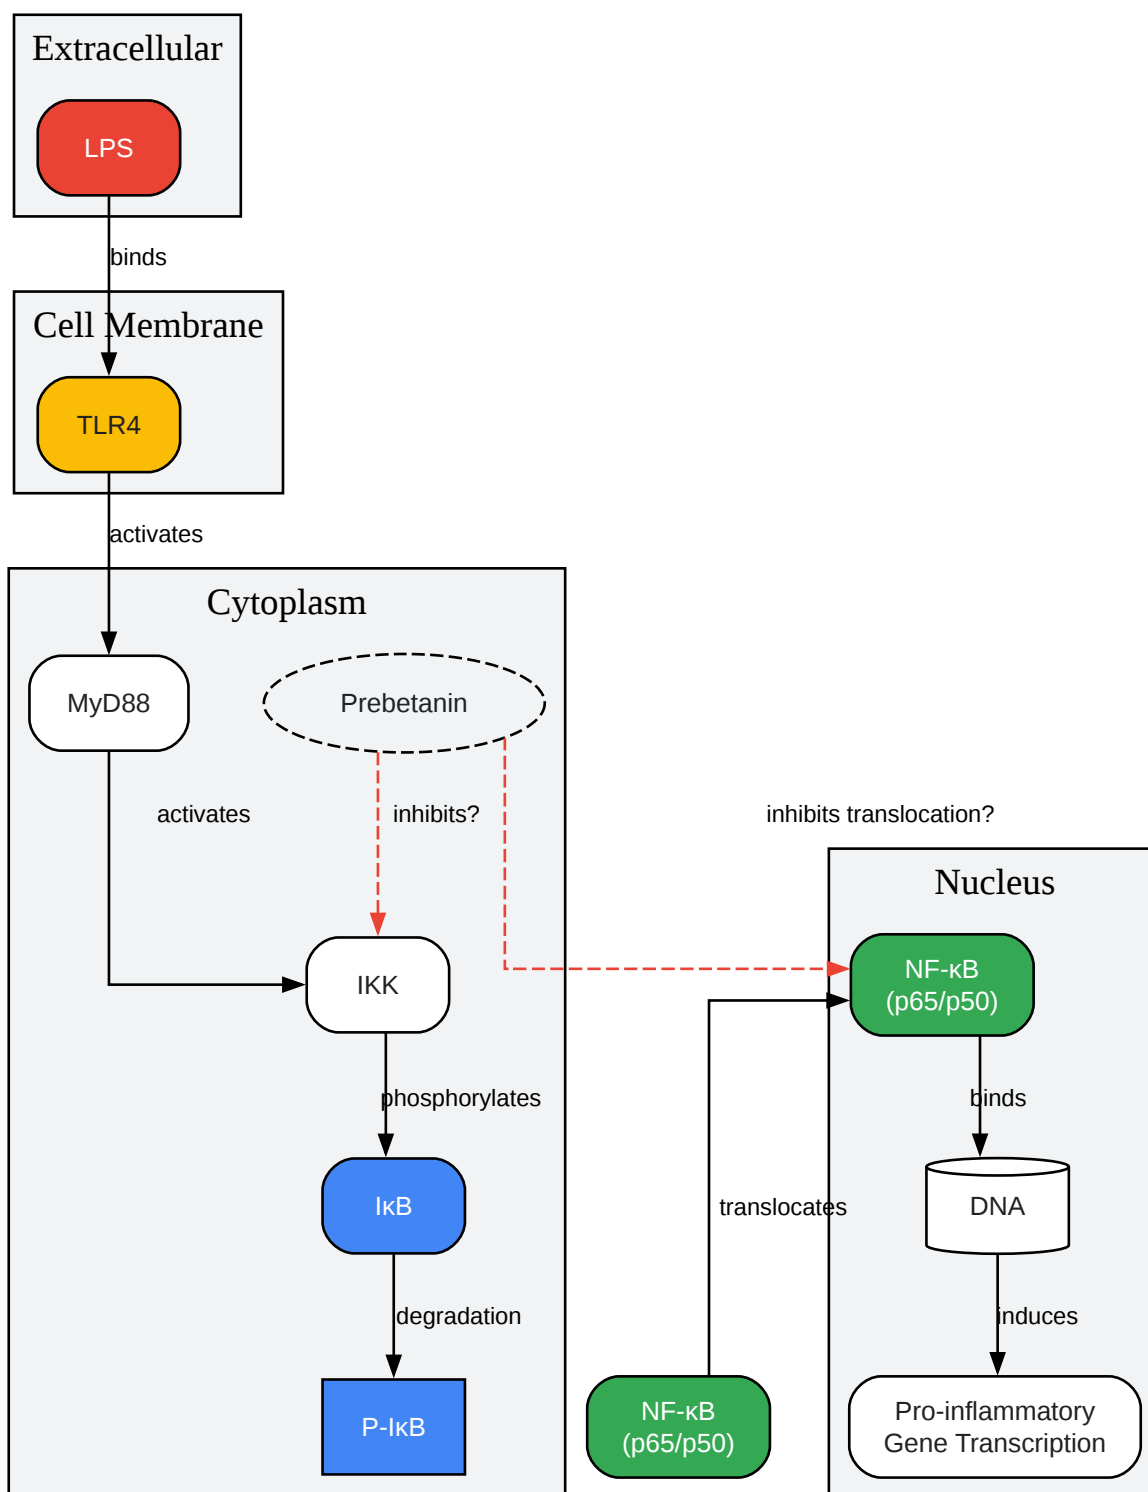 Extracellular
LPS
binds
Cell Membrane
TLR4
activates
Cytoplasm
MyD88
Prebetanin
activates
inhibits?
inhibits translocation?
Nucleus
IKK
NF-κB
(p65/p50)
phosphorylates
binds
IκB
translocates
DNA
degradation
induces
P-IκB
NF-κB
(p65/p50)
Pro-inflammatory
Gene Transcription